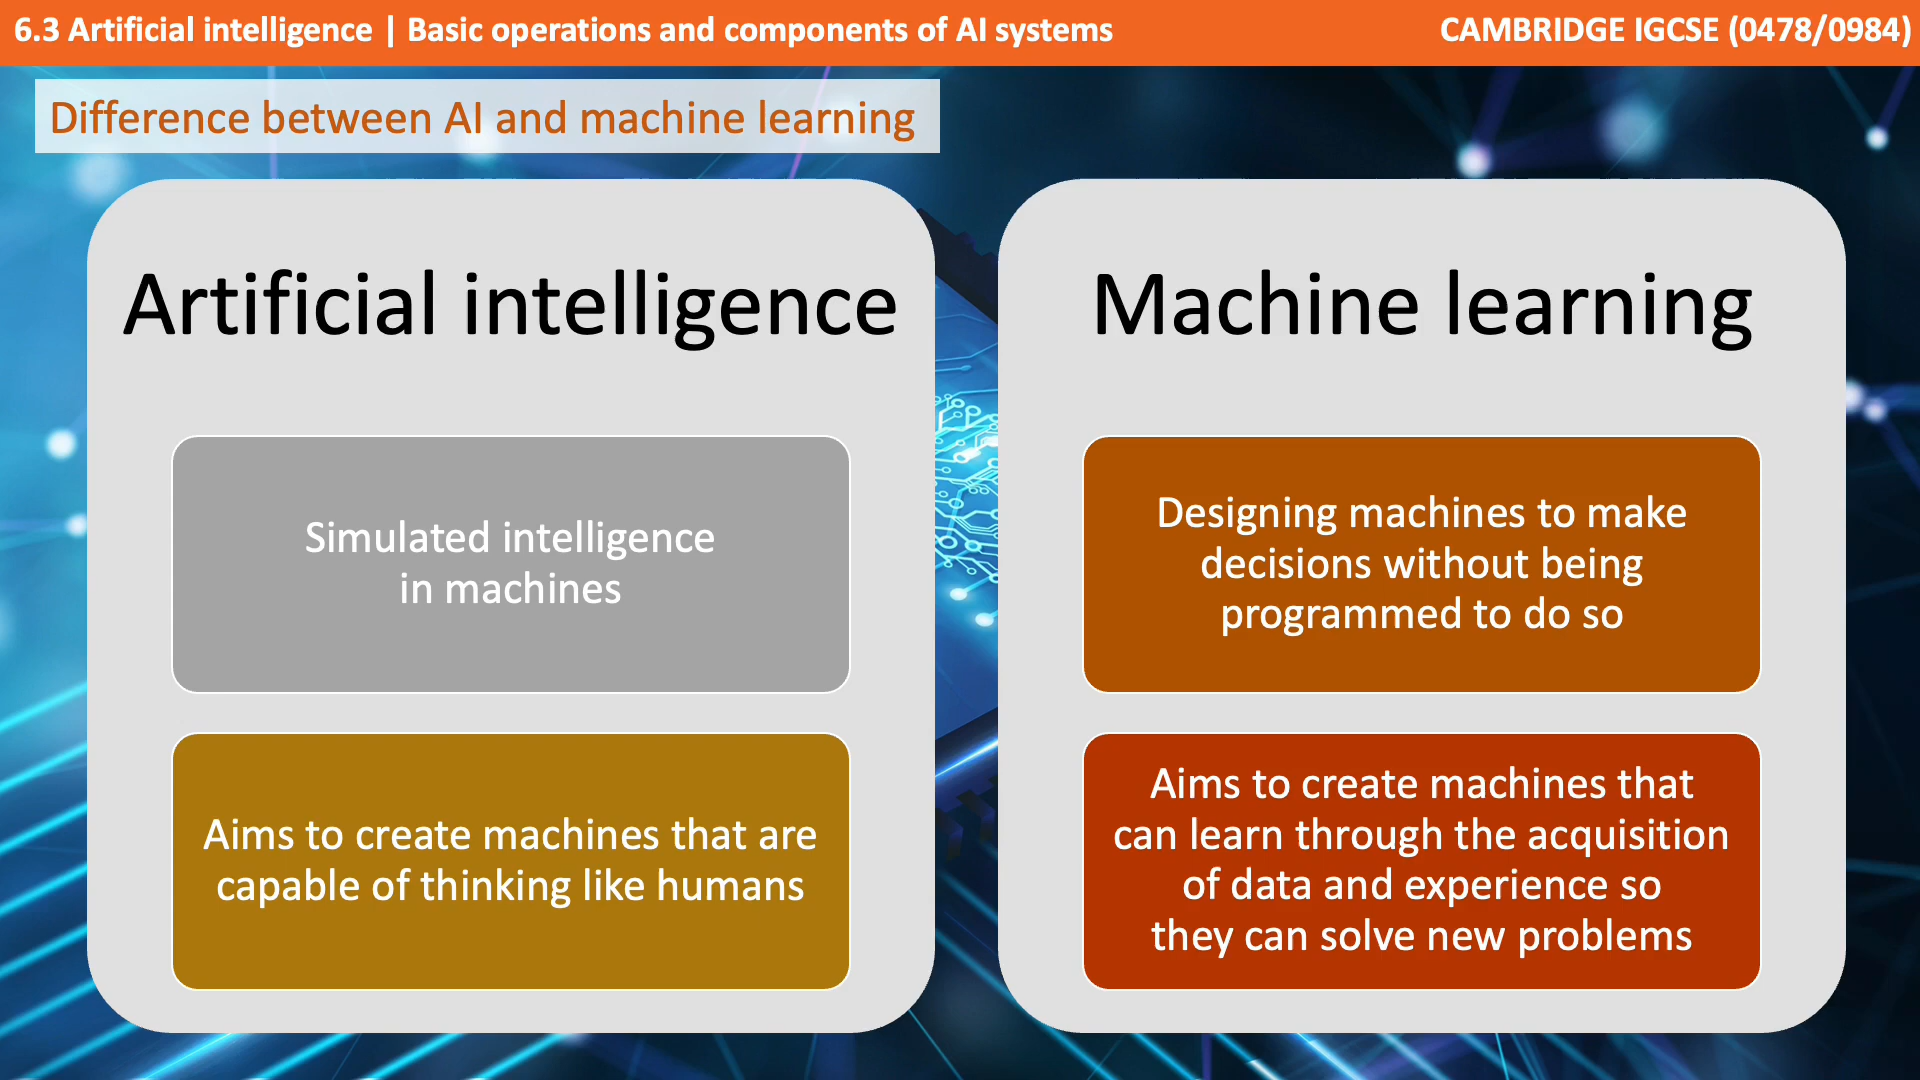 6.3 Artificial intelligence | Basic operations and components of AI systems
CAMBRIDGE IGCSE (0478/0984)
Difference between AI and machine learning
Artificial intelligence
Simulated intelligence
in machines
Aims to create machines that are
capable of thinking like humans
Machine learning
Designing machines to make
decisions without being
programmed to do so
Aims to create machines that
can learn through the acquisition
of data and experience so
they can solve new problems